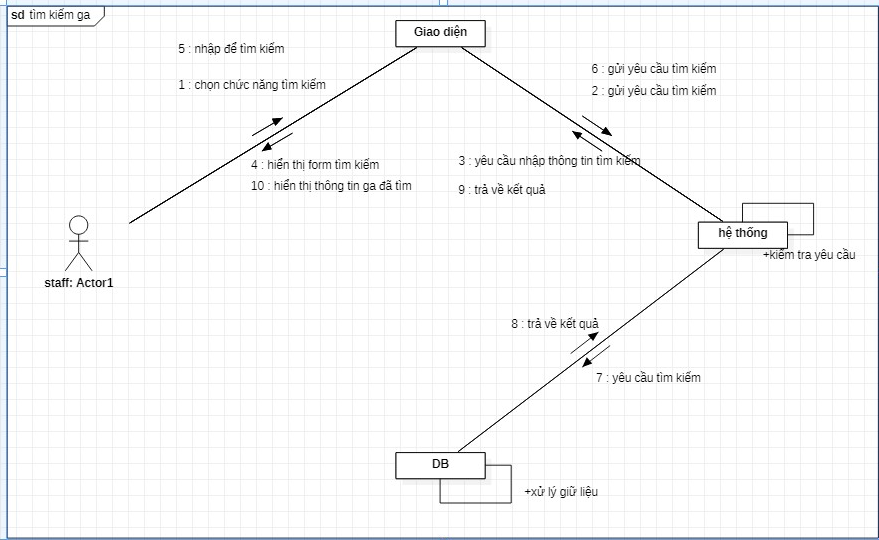 sd tìm kiếm ga
Giao diện
5 : nhập để tìm kiếm
1 : chọn chức năng tìm kiếm
6 : gửi yêu cầu tìm kiếm
2 : gửi yêu cầu tìm kiếm
4 : hiển thị form tìm kiếm
10 : hiển thị thông tin ga đã tìm
3 : yêu cầu nhập thông tin tìm kiếm
9 : trả về kết quả
hệ thống
+kiểm tra yêu cầu
staff: Actor1
8 : trả về kết quả
7 : yêu cầu tìm kiếm
DB
+xử lý giữ liệu